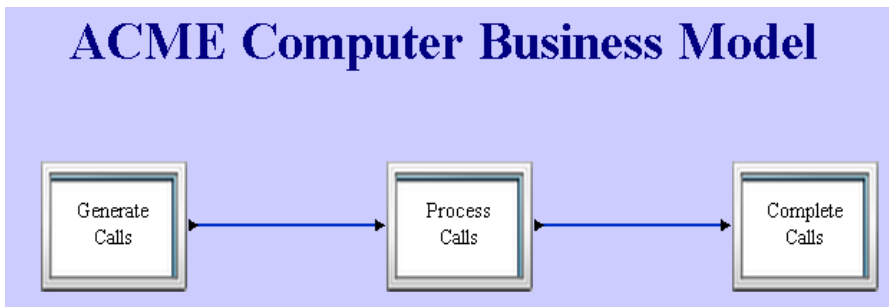 ACME Computer Business Model
Generate
Calls
Process
Calls
Complete
Calls